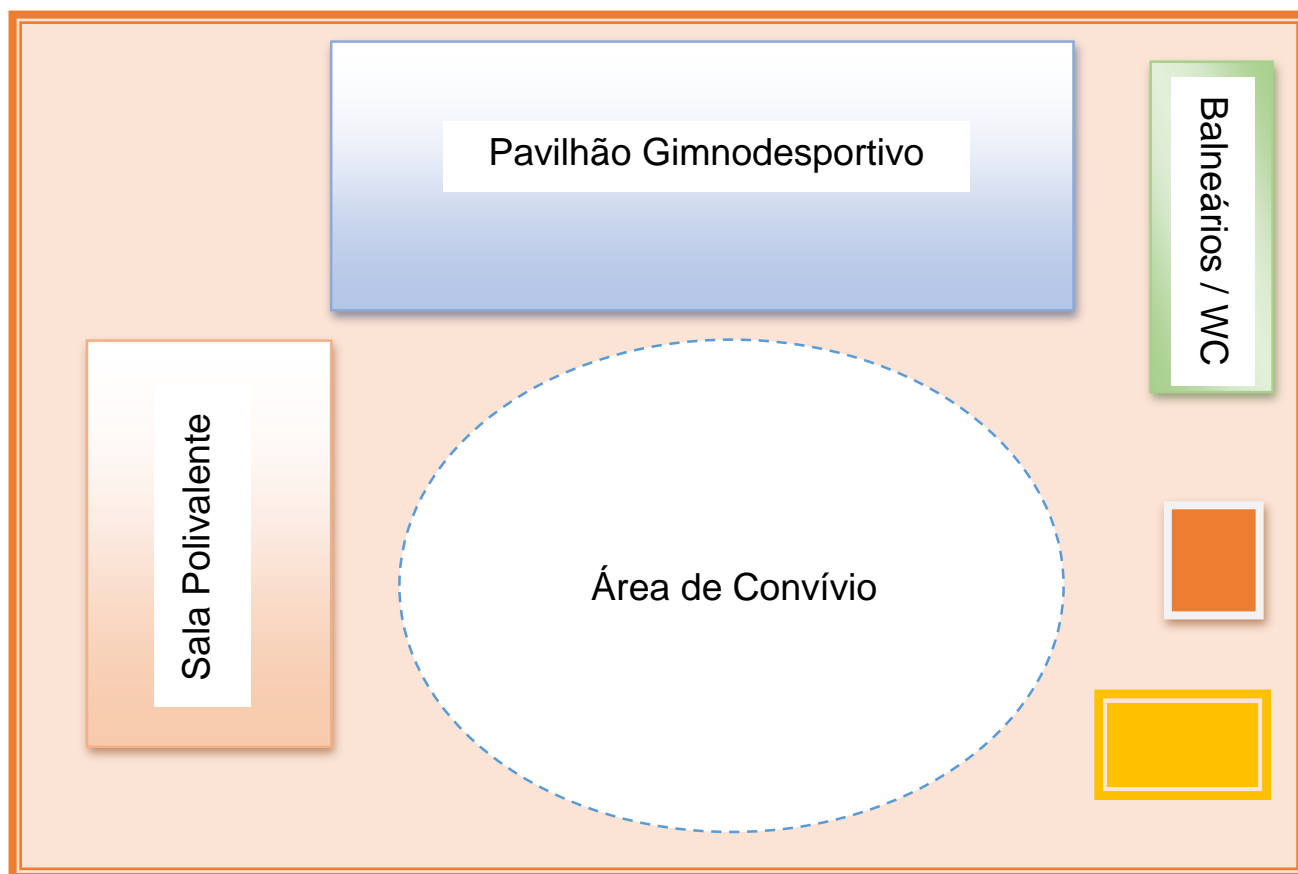 Pavilhão Gimnodesportivo
Balneários / WC
Sala Polivalente
Área de Convívio